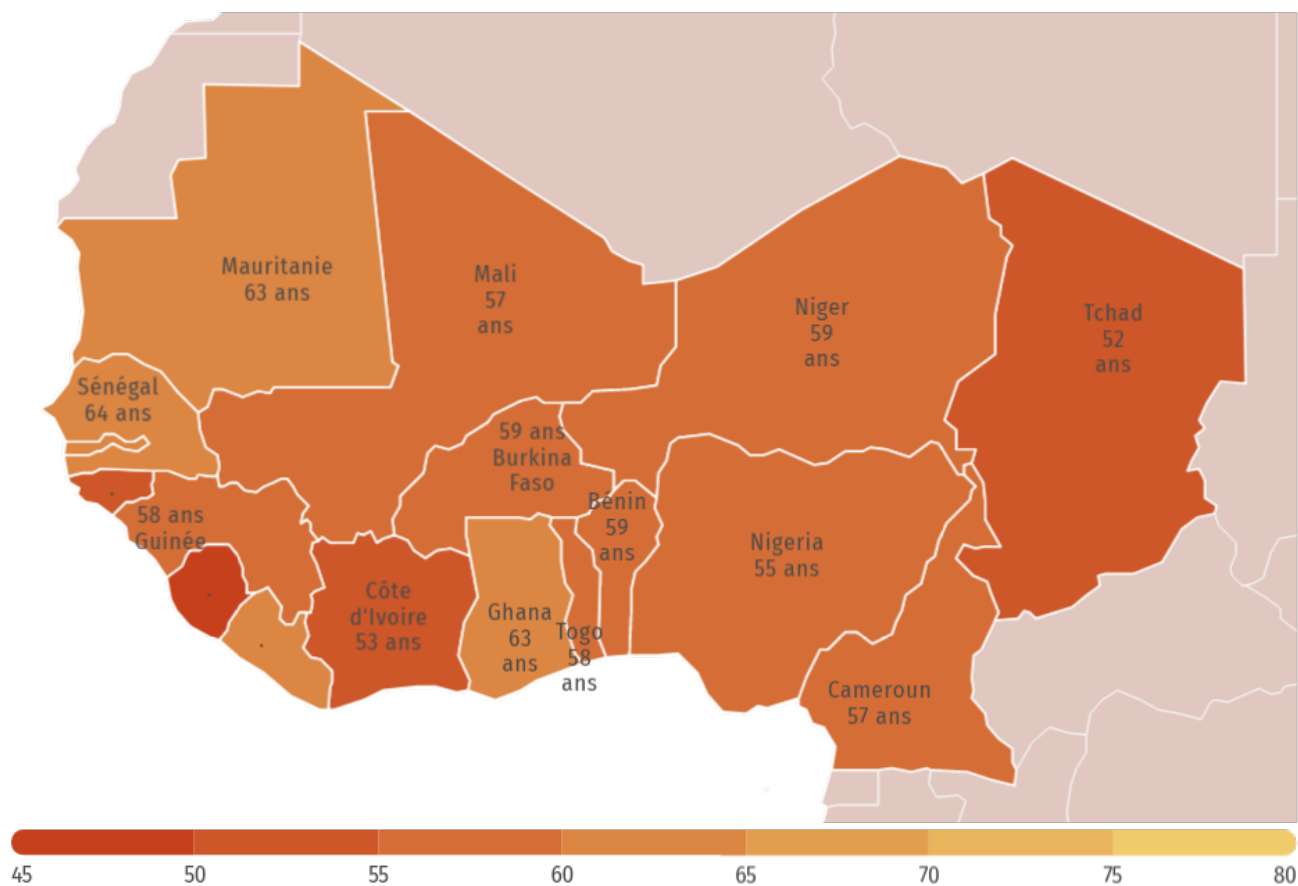 Mauritanie
63 ans
Mali
57
ans
Niger
59
ans
Tchad
52
ans
Sénégal
64 ans
59 ans
Burkina
Faso
Bénin
59
ans
58 ans
Guinée
Nigeria
55 ans
Côte
d'Ivoire
53 ans
Ghana
63
ans
Togo
58
ans
Cameroun
57 ans
45 50 55 60 65 70 75 80